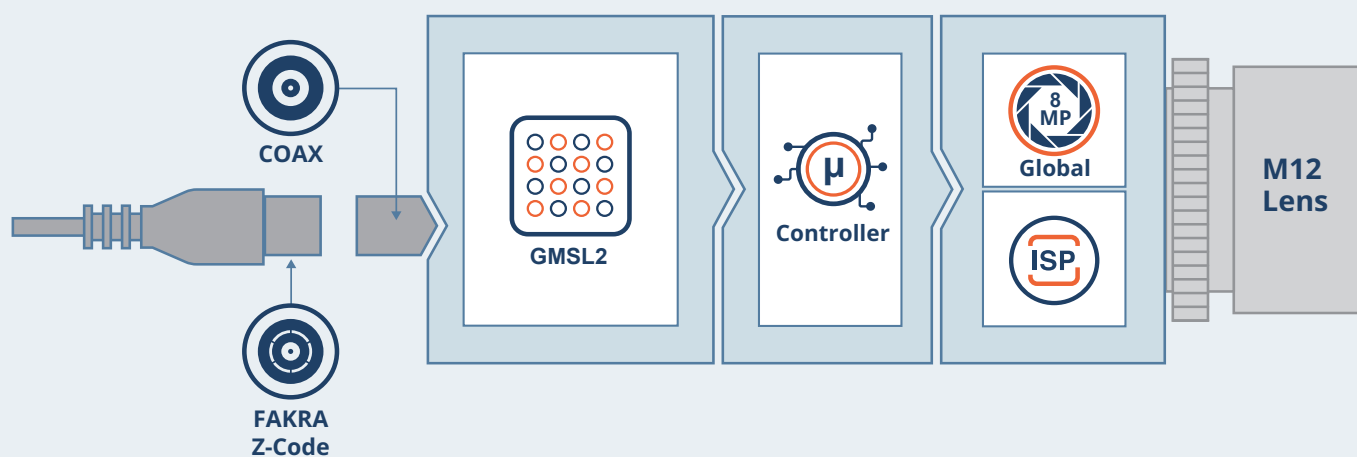 COAX
FAKRA
Z-Code
GMSL2
μ
Controller
8
MP
Global
ISP
M12
Lens